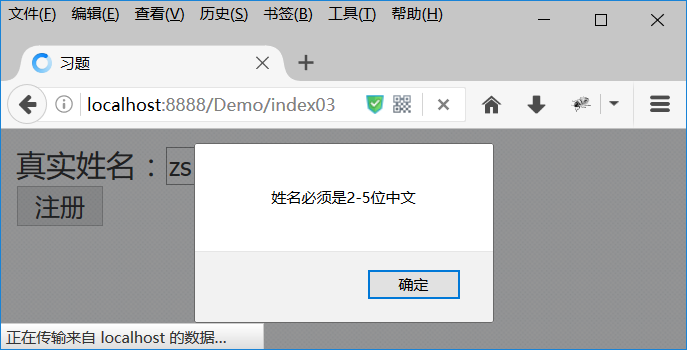 文件(F) 编辑(E) 查看(V) 历史(S) 书签(B) 工具(T) 帮助(H)
习题
localhost:8888/Demo/index03
真实姓名：zs
姓名必须是2-5位中文
注册
确定
正在传输来自 localhost 的数据...